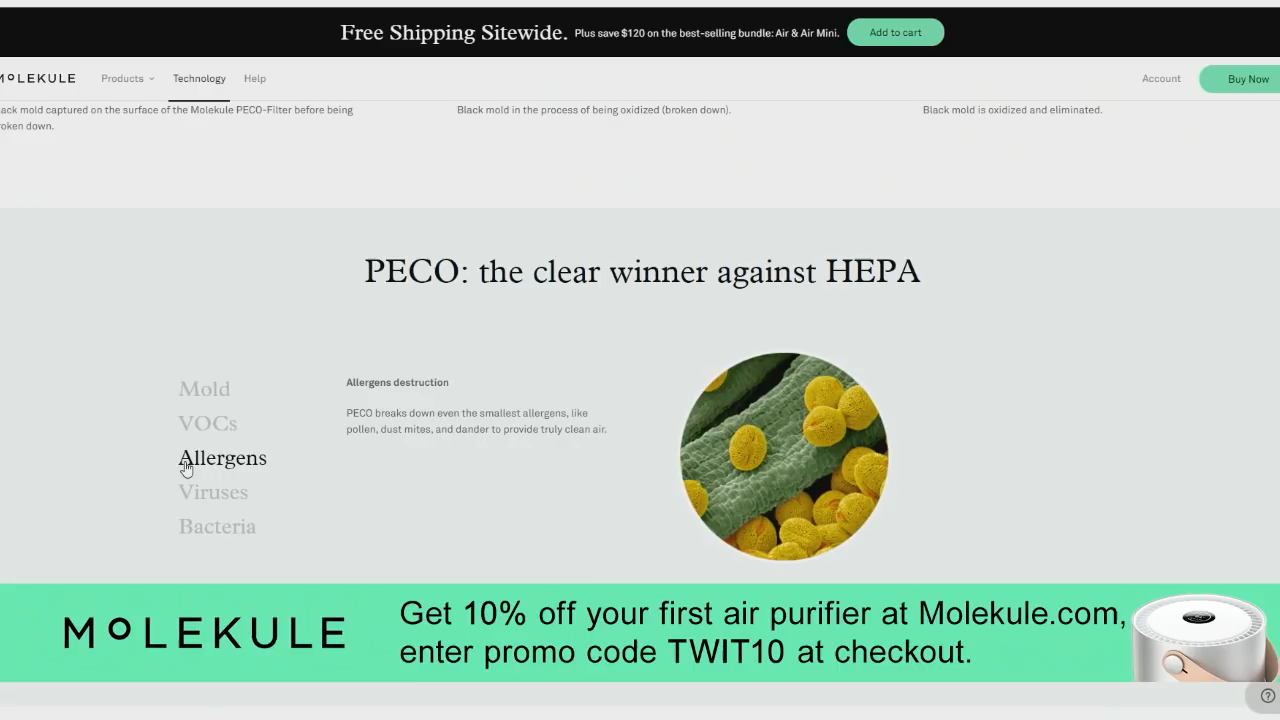 Free Shipping Sitewide. Plus save $120 on the best-selling bundle: Air & Air Mini. Add to cart
MOLEKULE Products Technology Help Account Buy Now
ack mold captured on the surface of the Molekule PECO-Filter before being
oken down.
Black mold in the process of being oxidized (broken down).
Black mold is oxidized and eliminated.
PECO: the clear winner against HEPA
Mold
VOCs
Allergens
Viruses
Bacteria
Allergens destruction
PECO breaks down even the smallest allergens, like
pollen, dust mites, and dander to provide truly clean air.
MOLEKULE
Get 10% off your first air purifier at Molekule.com,
enter promo code TWIT10 at checkout.